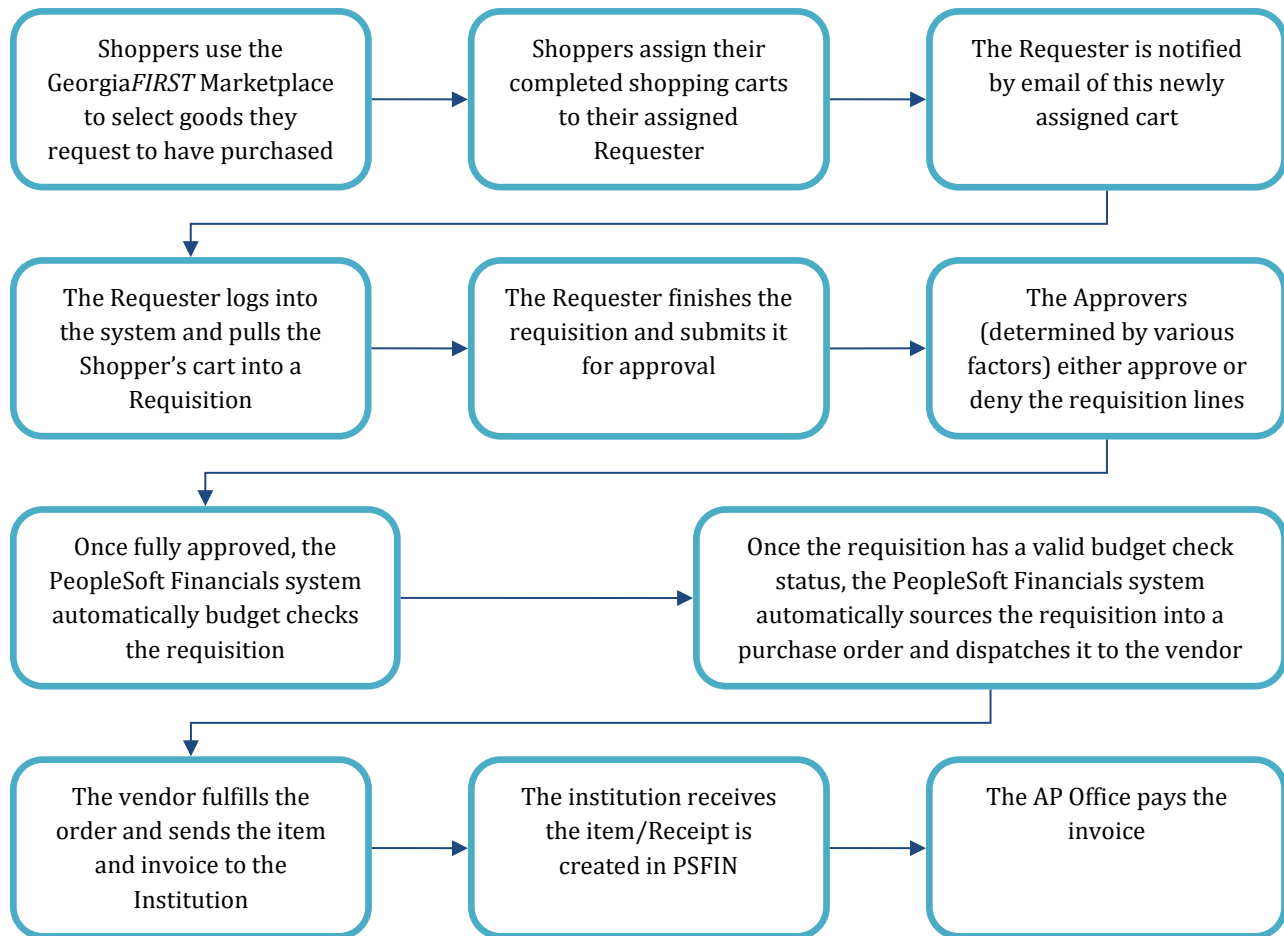 Shoppers use the
GeorgiaFIRST Marketplace
to select goods they
request to have purchased
Shoppers assign their
completed shopping carts
to their assigned
Requester
The Requester is notified
by email of this newly
assigned cart
The Requester logs into
the system and pulls the
Shopper’s cart into a
Requisition
The Requester finishes the
requisition and submits it
for approval
The Approvers
(determined by various
factors) either approve or
deny the requisition lines
Once fully approved, the
PeopleSoft Financials system
automatically budget checks
the requisition
Once the requisition has a valid budget check
status, the PeopleSoft Financials system
automatically sources the requisition into a
purchase order and dispatches it to the vendor
The vendor fulfills the
order and sends the item
and invoice to the
Institution
The institution receives
the item/Receipt is
created in PSFIN
The AP Office pays the
invoice